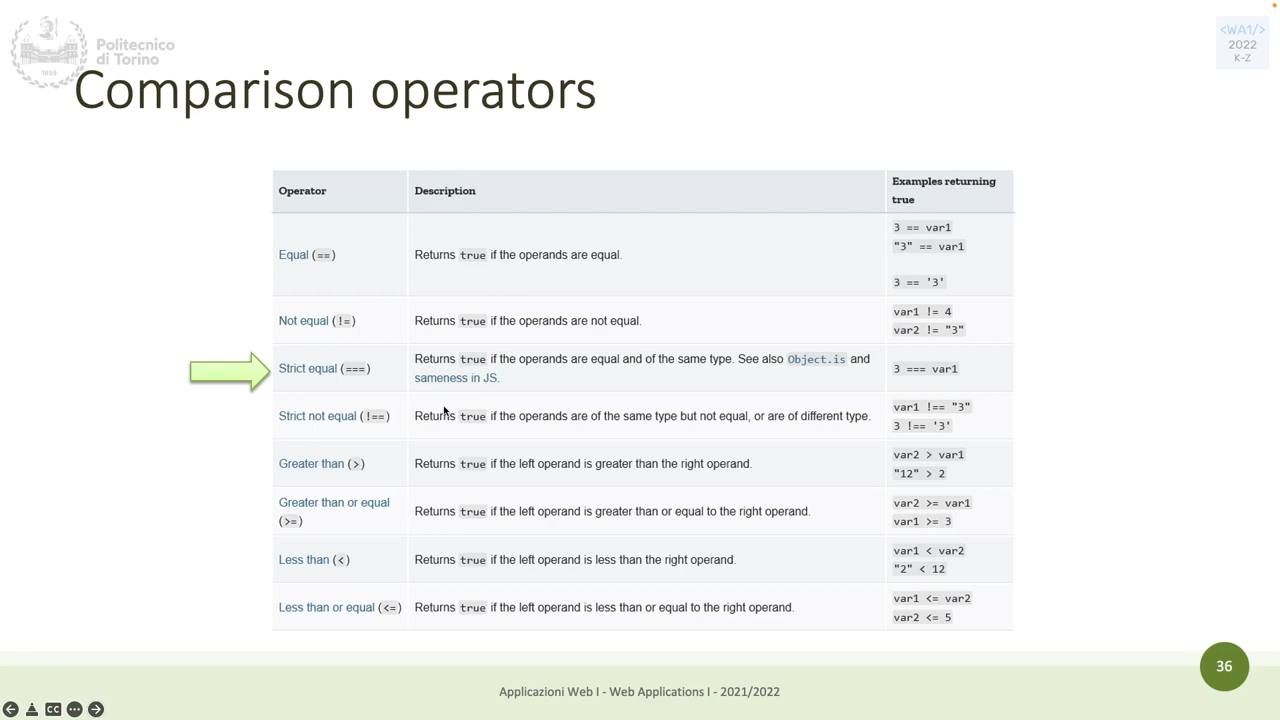 Politecnico
di Torino
1859
<WA1/>
2022
K-Z
Comparison operators
Operator
Description
Examples returning
true
Equal (==)
Returns true if the operands are equal.
3 == var1
"3" == var1
3 == '3'
Not equal (!=)
Returns true if the operands are not equal.
var1 != 4
var2 != "3"
Strict equal (===)
Returns true if the operands are equal and of the same type. See also Object.is and
sameness in JS.
3 === var1
Strict not equal (!==)
Returns true if the operands are of the same type but not equal, or are of different type.
var1 !== "3"
3 !== '3'
Greater than (>)
Returns true if the left operand is greater than the right operand.
var2 > var1
"12" > 2
Greater than or equal
(>=)
Returns true if the left operand is greater than or equal to the right operand.
var2 >= var1
var1 >= 3
Less than (<)
Returns true if the left operand is less than the right operand.
var1 < var2
"2" < 12
Less than or equal (<=)
Returns true if the left operand is less than or equal to the right operand.
var1 <= var2
var2 <= 5
36
Applicazioni Web I - Web Applications I - 2021/2022
CC